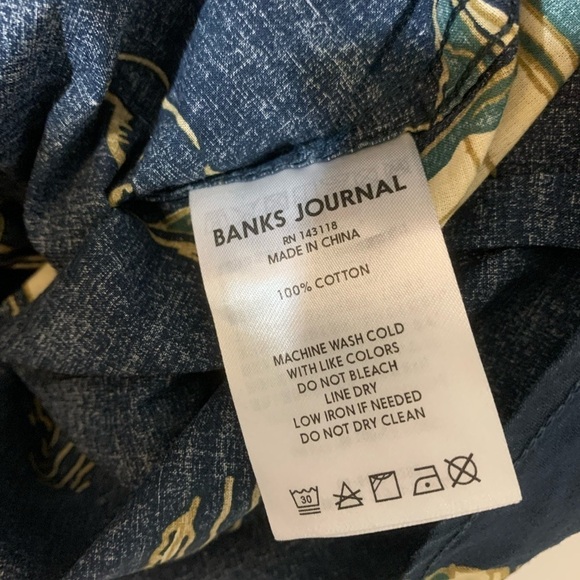 BANKS JOURNAL
RN 143118
MADE IN CHINA
100% COTTON
MACHINE WASH COLD
WITH LIKE COLORS
DO NOT BLEACH
LINE DRY
LOW IRON IF NEEDED
DO NOT DRY CLEAN
30